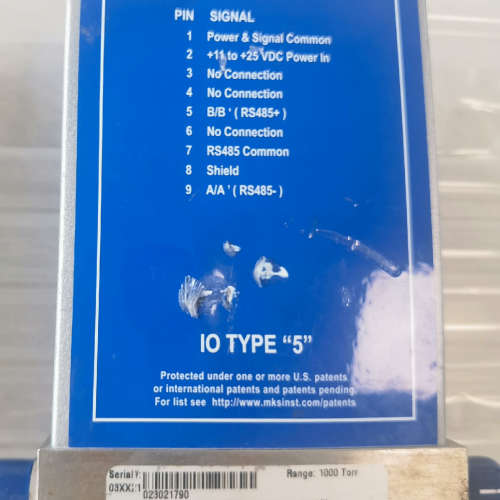 PIN SIGNAL
1 Power & Signal Common
2 +11 to +25 VDC Power In
3 No Connection
4 No Connection
5 B/B ' ( RS485+ )
6 No Connection
7 RS485 Common
8 Shield
9 A/A ' ( RS485- )
IO TYPE “5”
Protected under one or more U.S. patents
or international patents and patents pending.
For list see http://www.mksinst.com/patents
Serial#: Range: 1000 Torr
023021790